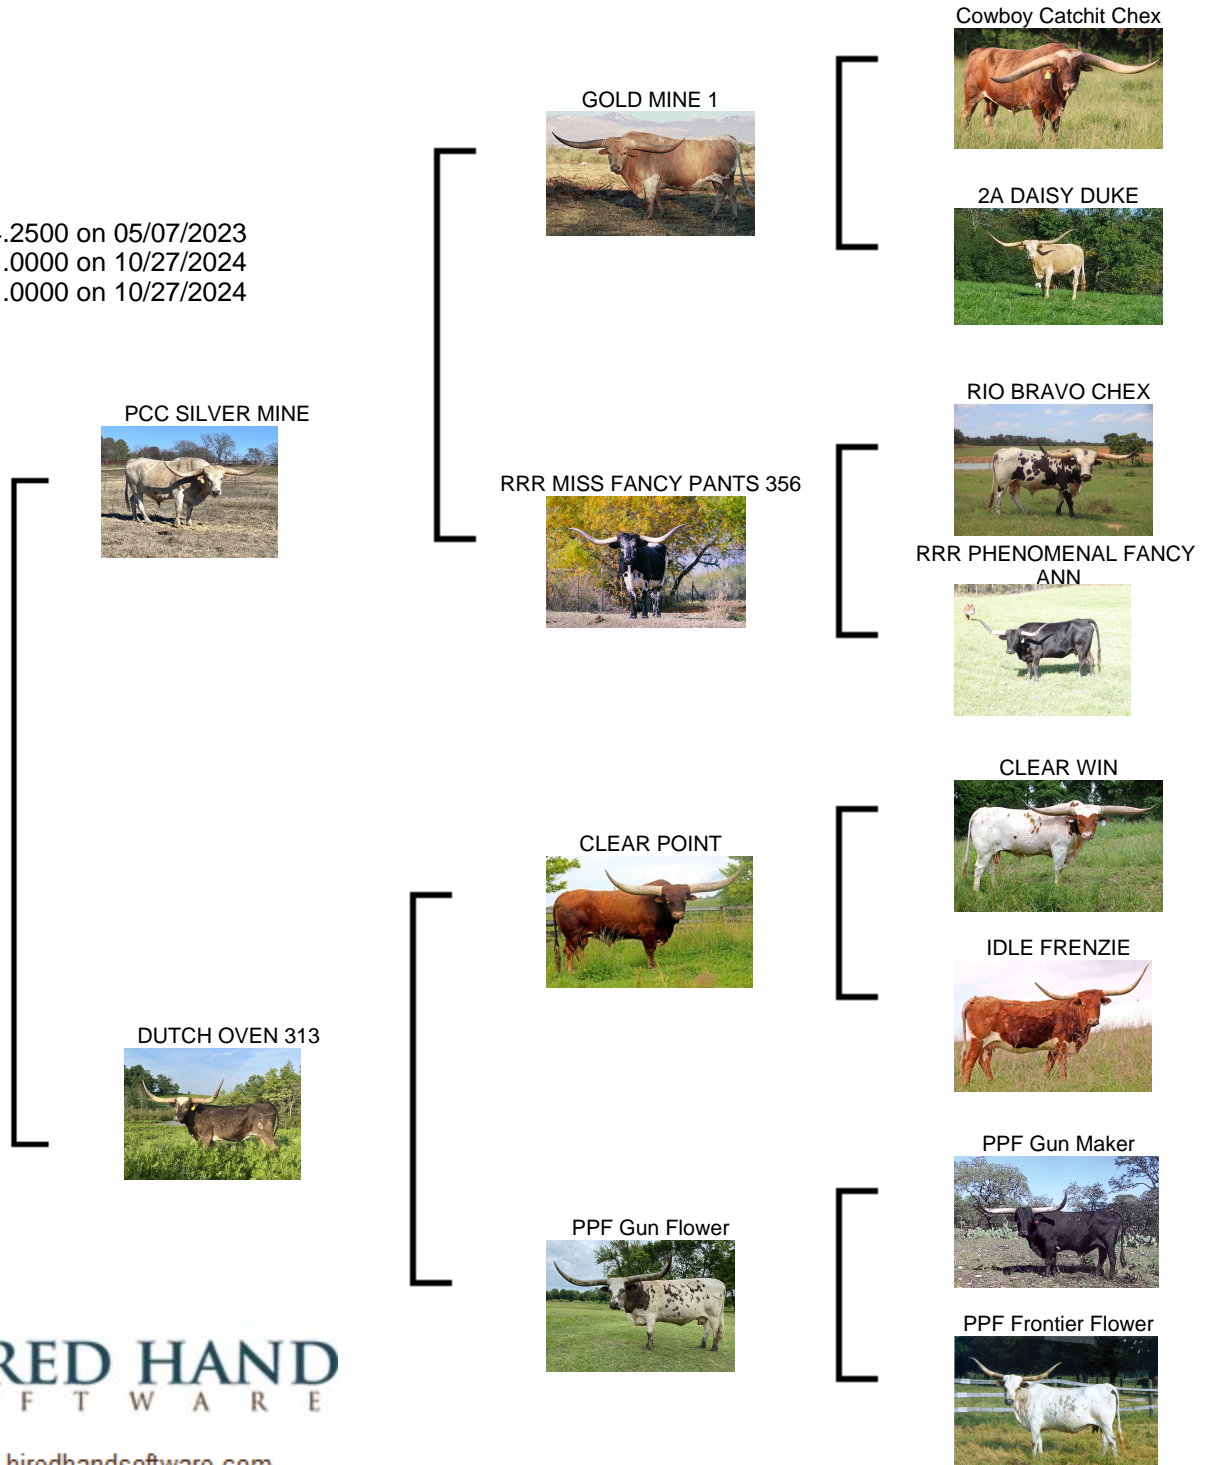 Cowboy Catchit Chex
GOLD MINE 1
2A DAISY DUKE
.2500 on 05/07/2023
.0000 on 10/27/2024
.0000 on 10/27/2024
RIO BRAVO CHEX
PCC SILVER MINE
RRR MISS FANCY PANTS 356
RRR PHENOMENAL FANCY
ANN
CLEAR WIN
CLEAR POINT
IDLE FRENZIE
DUTCH OVEN 313
PPF Gun Maker
PPF Gun Flower
PPF Frontier Flower
RED HAND
F T W A R E
hiredhandsoftware.com